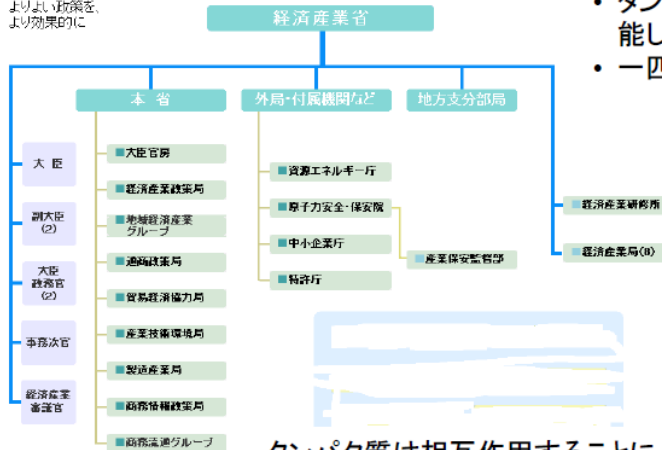 よりよい政策を、
より効果的に
経済産業省
能し
• 一匹
本 省
外局・付属機関など
地方支分部局
大 臣
副大臣
(2)
大臣
政務官
(2)
事務次官
経済産業
審議官
■大臣官房
■経済産業政策局
■地域経済産業
グループ
■通商政策局
■貿易経済協力局
■産業技術環境局
■製造産業局
■商務情報政策局
■商務流通グループ
■資源エネルギー庁
■原子力安全・保安院
■中小企業庁
■特許庁
■産業保安監督部
■経済産業研修所
■経済産業局(8)
タンパク質は相互作用することに